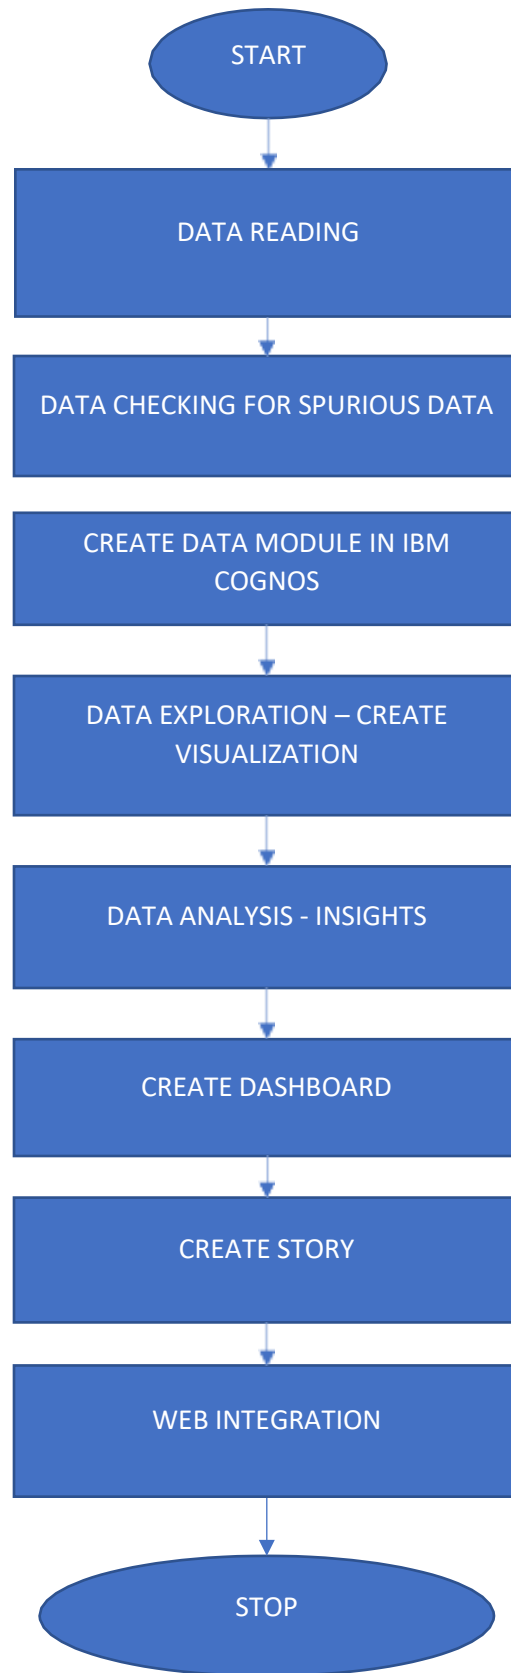 START
DATA READING
DATA CHECKING FOR SPURIOUS DATA
CREATE DATA MODULE IN IBM
COGNOS
DATA EXPLORATION – CREATE
VISUALIZATION
DATA ANALYSIS - INSIGHTS
CREATE DASHBOARD
CREATE STORY
WEB INTEGRATION
STOP